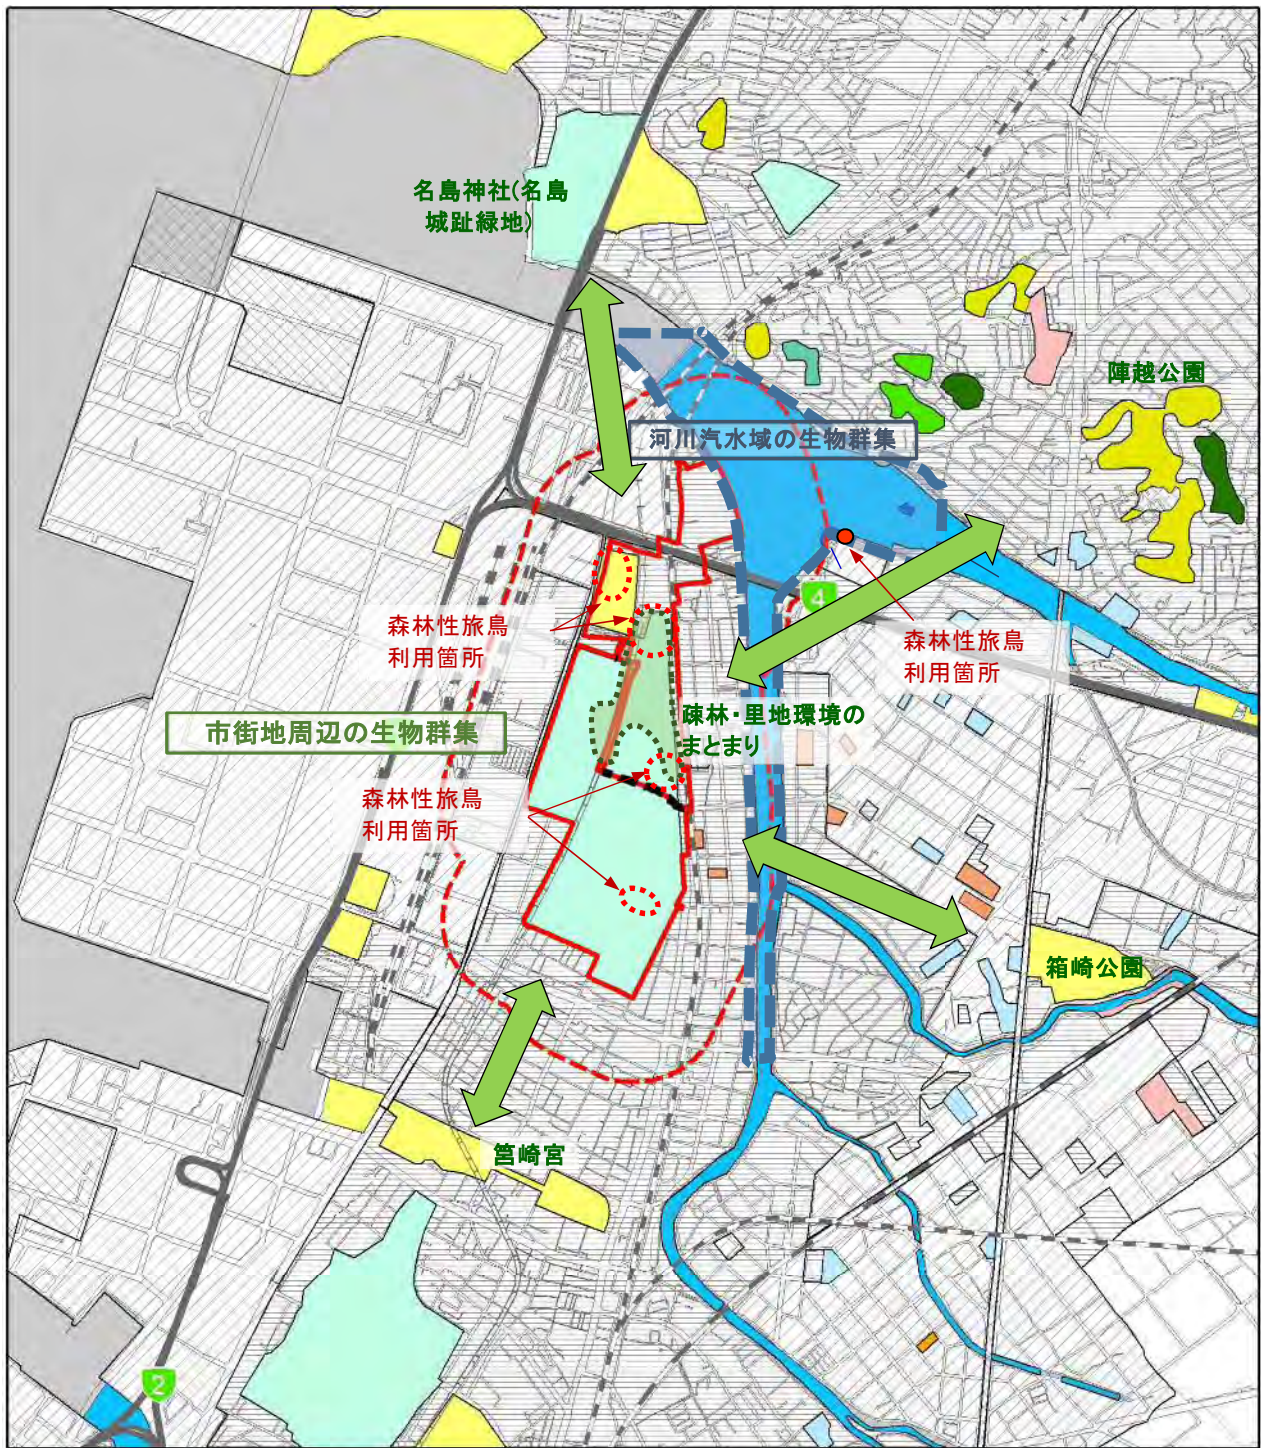 名島神社(名島
城趾緑地)
陣越公園
河川汽水域の生物群集
4
森林性旅鳥
利用箇所
森林性旅鳥
利用箇所
疎林・里地環境の
まとまり
市街地周辺の生物群集
森林性旅鳥
利用箇所
箱崎公園
筥崎宮
2